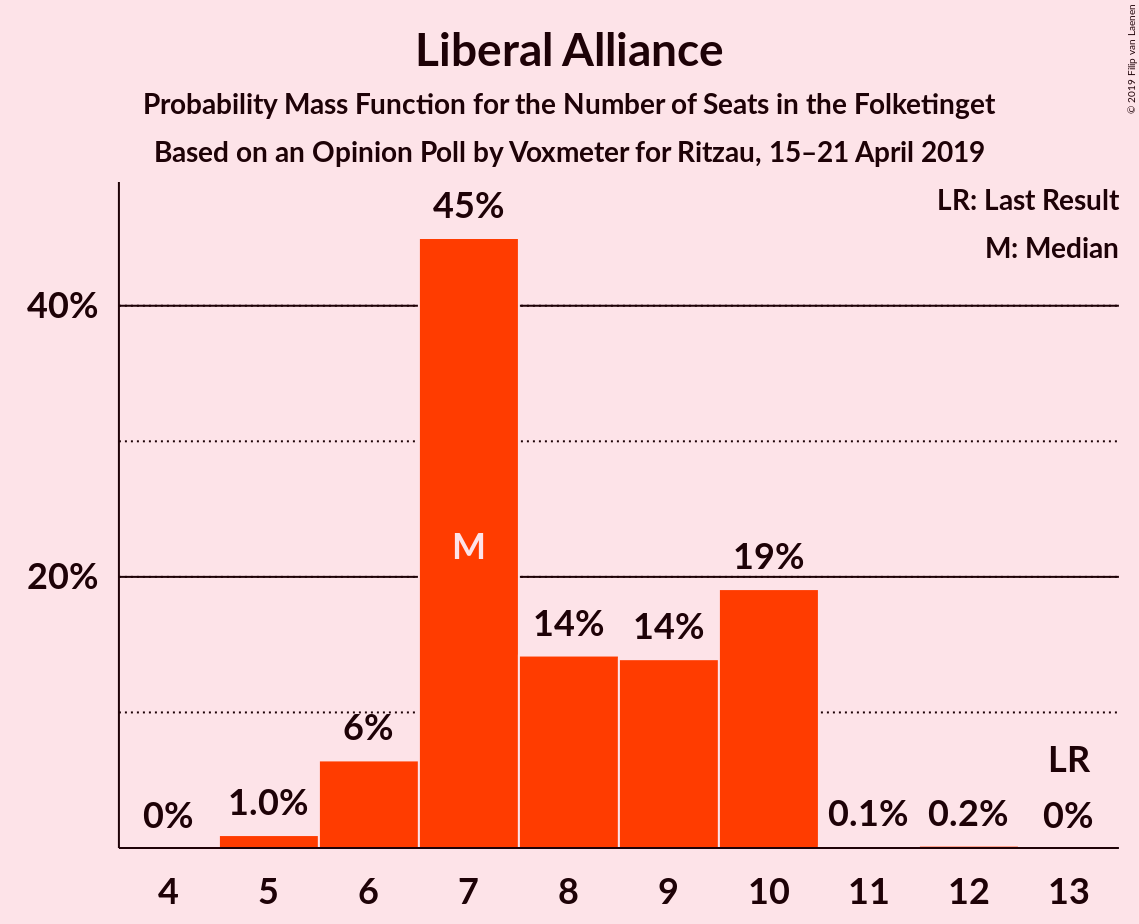 Liberal Alliance
Probability Mass Function for the Number of Seats in the Folketinget
Based on an Opinion Poll by Voxmeter for Ritzau, 15–21 April 2019
© 2019 Filip van Laenen
LR: Last Result
M: Median
40%
20%
0%
1.0%
6%
45%
M
14%
14%
19%
0.1%
0.2%
LR
0%
4 5 6 7 8 9 10 11 12 13